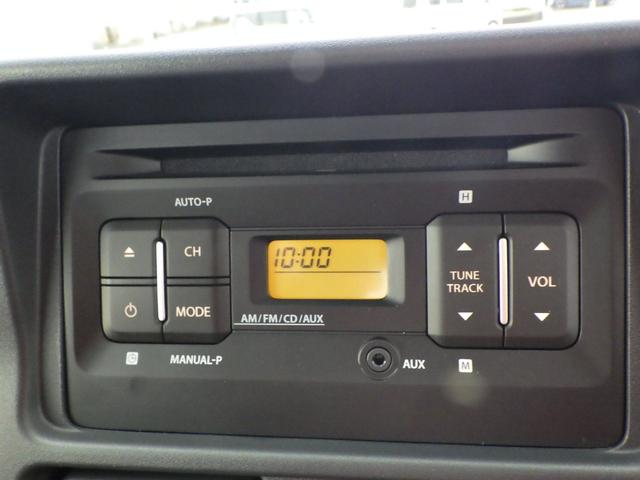 AUTO-P
H
CH
10:00
TUNE
TRACK
VOL
MODE
AM/FM/CD/AUX
MANUAL-P
AUX
M